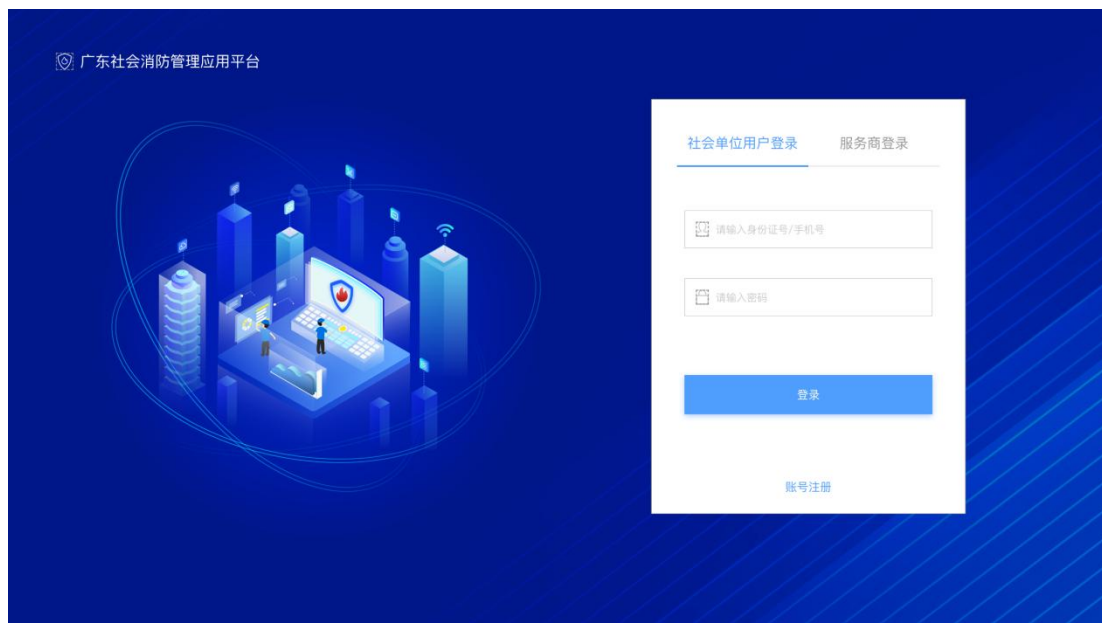 广东社会消防管理应用平台
社会单位用户登录 服务商登录
请输入身份证号/手机号
请输入密码
登录
账号注册